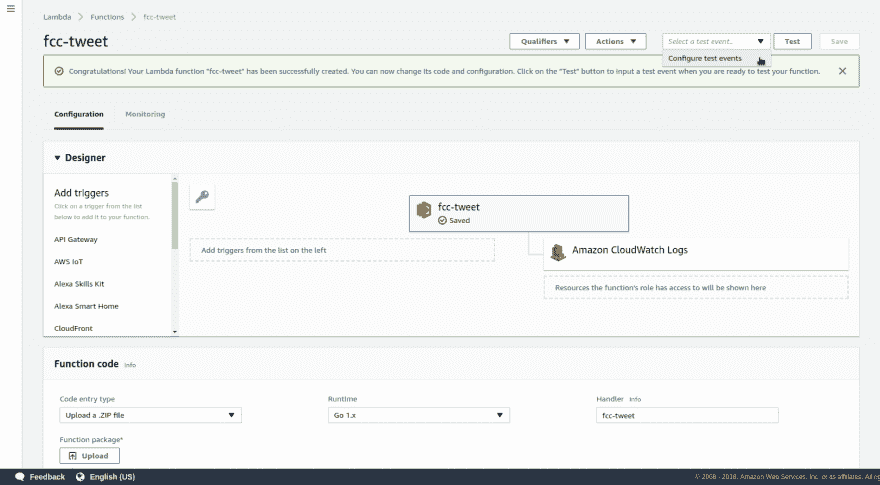 Lambda > Functions > fcc-tweet
fcc-tweet
Qualifiers Actions Select a test event.. Test Save
Configure test events
Congratulations! Your Lambda function "fcc-tweet" has been successfully created. You can now change its code and configuration. Click on the "Test" button to input a test event when you are ready to test your function.
Configuration Monitoring
Designer
Add triggers
Click on a trigger from the list
below to add it to your function.
API Gateway
AWS IoT
Alexa Skills Kit
Alexa Smart Home
CloudFront
fcc-tweet
Saved
Add triggers from the list on the left
Amazon CloudWatch Logs
Resources the function's role has access to will be shown here
Function code Info
Code entry type
Upload a .ZIP file
Runtime
Go 1.x
Handler Info
fcc-tweet
Function package*
Upload
Feedback English (US)
© 2008 - 2018, Amazon Web Services, Inc. or its affiliates. All